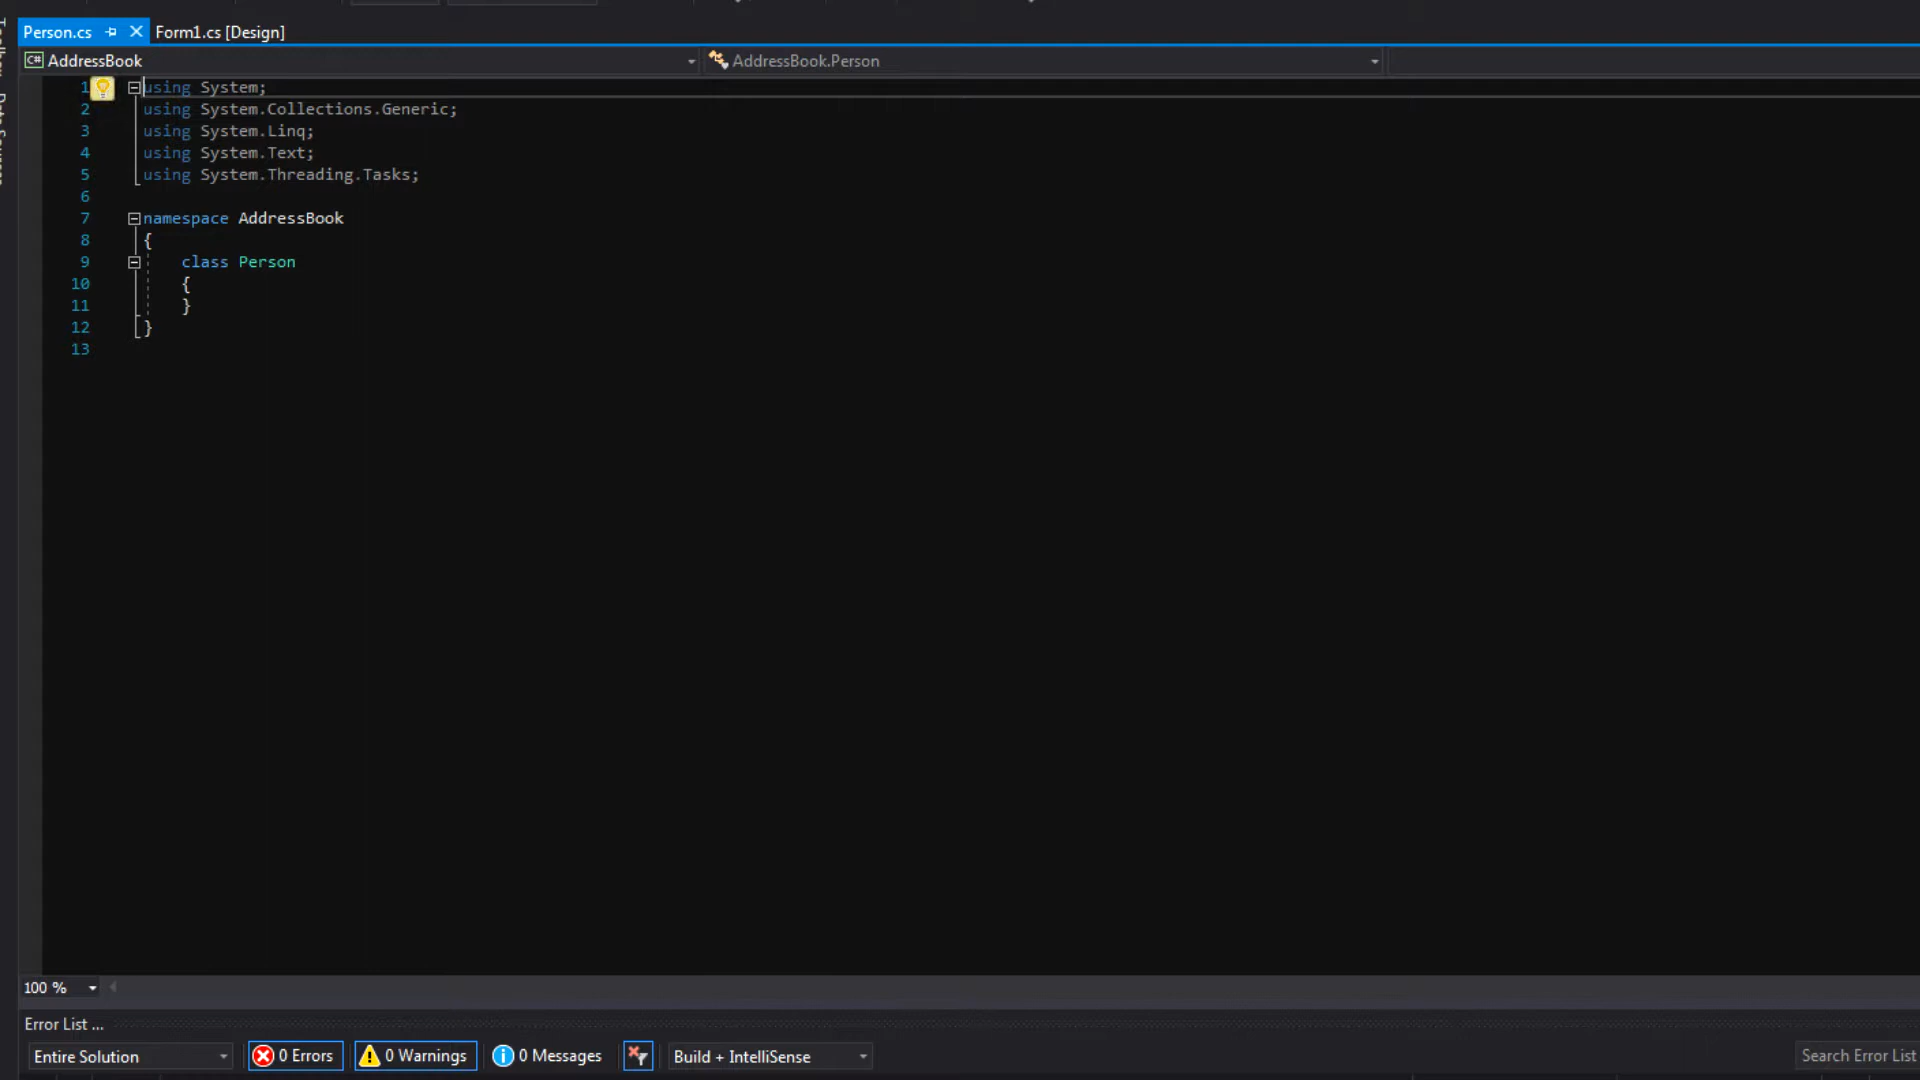 Person.cs Form1.cs [Design]
C# AddressBook AddressBook.Person
1 using System;
2 using System.Collections.Generic;
3 using System.Linq;
4 using System.Text;
5 using System.Threading.Tasks;
6
7 namespace AddressBook
8 {
9 class Person
10 {
11 }
12 }
13
100 %
Error List ...
Entire Solution 0 Errors 0 Warnings 0 Messages Build + IntelliSense Search Error List